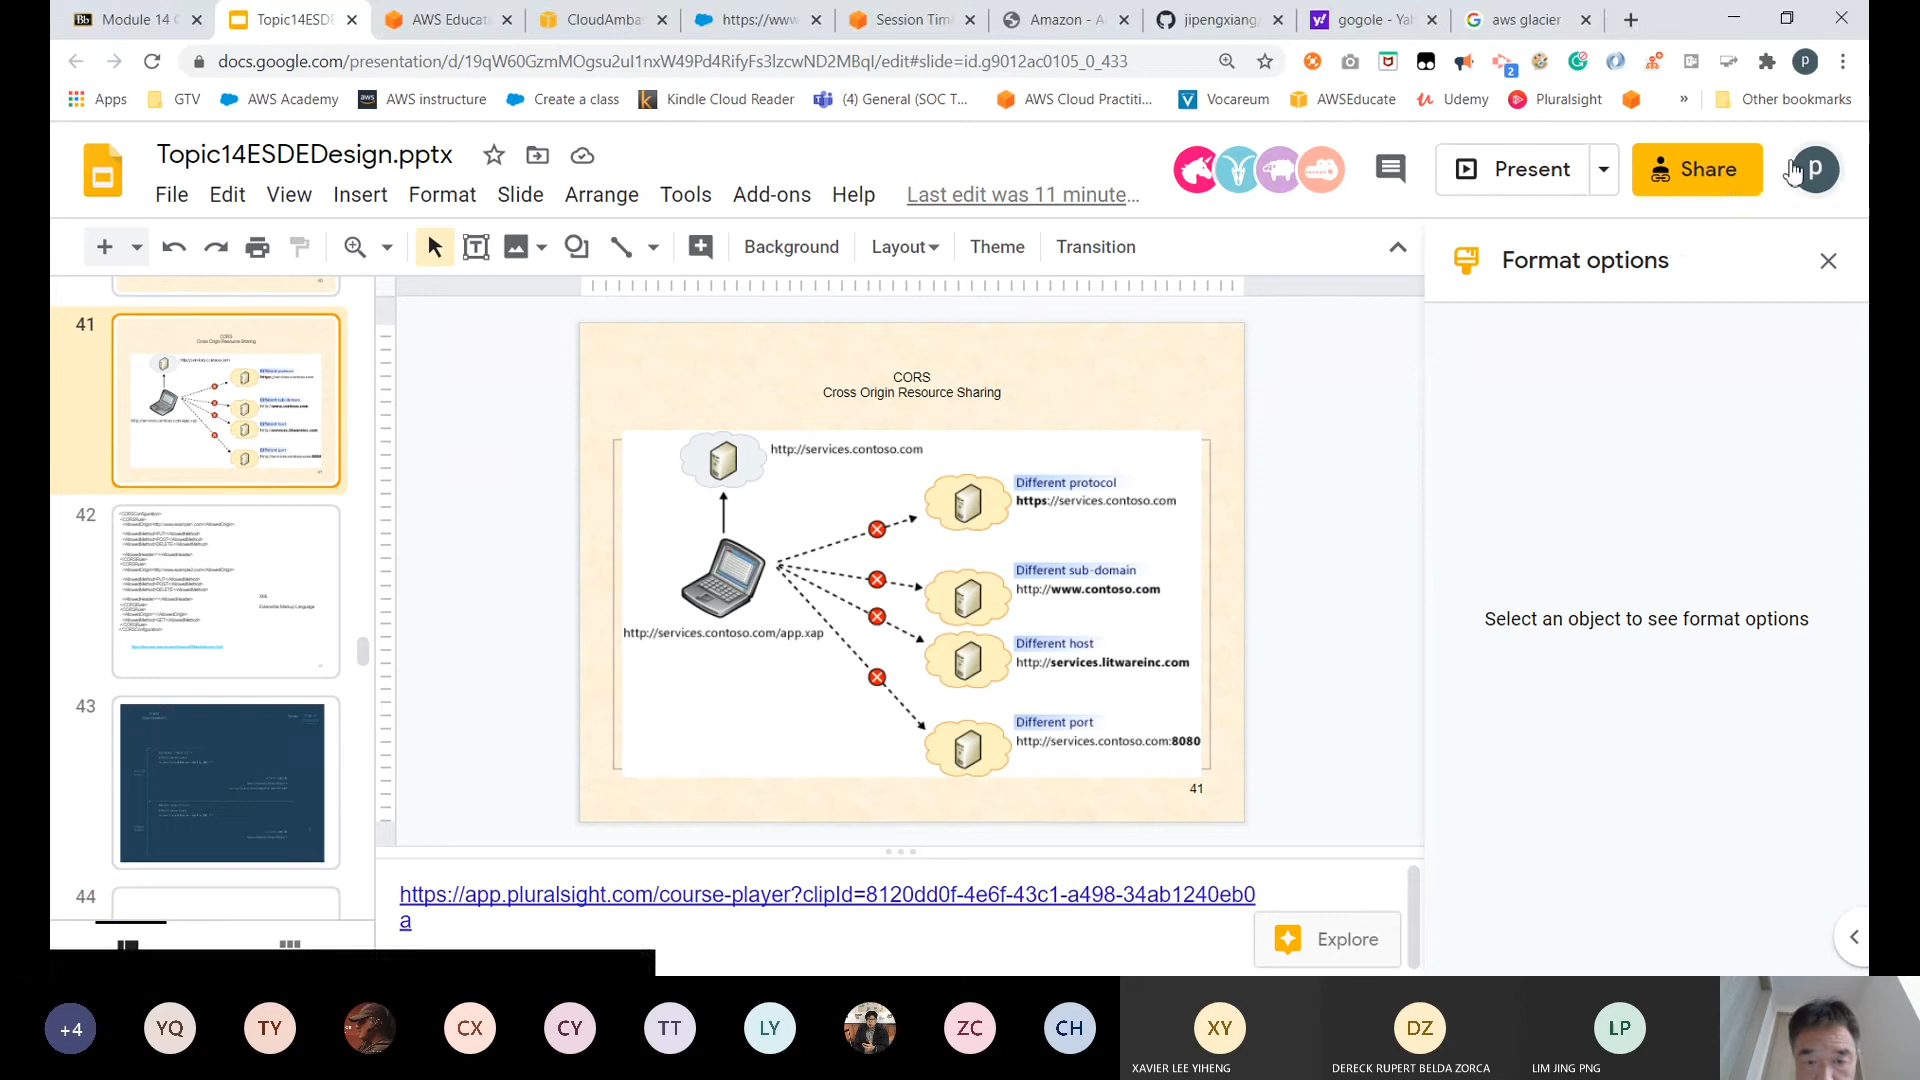 Module 14 C
Topic14ESDE
AWS Educat
CloudAmba
https://www
Session Time
Amazon - A
jipengxiang
gogole - Yah
aws glacier
docs.google.com/presentation/d/19qW60GzmMOgsu2uI1nxW49Pd4RifyFs3lzcwND2MBqI/edit#slide=id.g9012ac0105_0_433
2
p
Apps
GTV
AWS Academy
AWS instructure
Create a class
Kindle Cloud Reader
(4) General (SOC T...
AWS Cloud Practiti...
Vocareum
AWSEducate
Udemy
Pluralsight
»
Other bookmarks
Topic14ESDEDesign.pptx
Present
Share
p
File Edit View Insert Format Slide Arrange Tools Add-ons Help Last edit was 11 minute...
Background
Layout
Theme
Transition
Format options
Select an object to see format options
41
42
43
44
CORS
Cross Origin Resource Sharing
http://services.contoso.com
Different protocol
https://services.contoso.com
Different sub-domain
http://www.contoso.com
http://services.contoso.com/app.xap
Different host
http://services.litwareinc.com
Different port
http://services.contoso.com:8080
41
https://app.pluralsight.com/course-player?clipId=8120dd0f-4e6f-43c1-a498-34ab1240eb0
a
Explore
+4
YQ
TY
CX
CY
TT
LY
ZC
CH
XY
DZ
LP
XAVIER LEE YIHENG
DERECK RUPERT BELDA ZORCA
LIM JING PNG